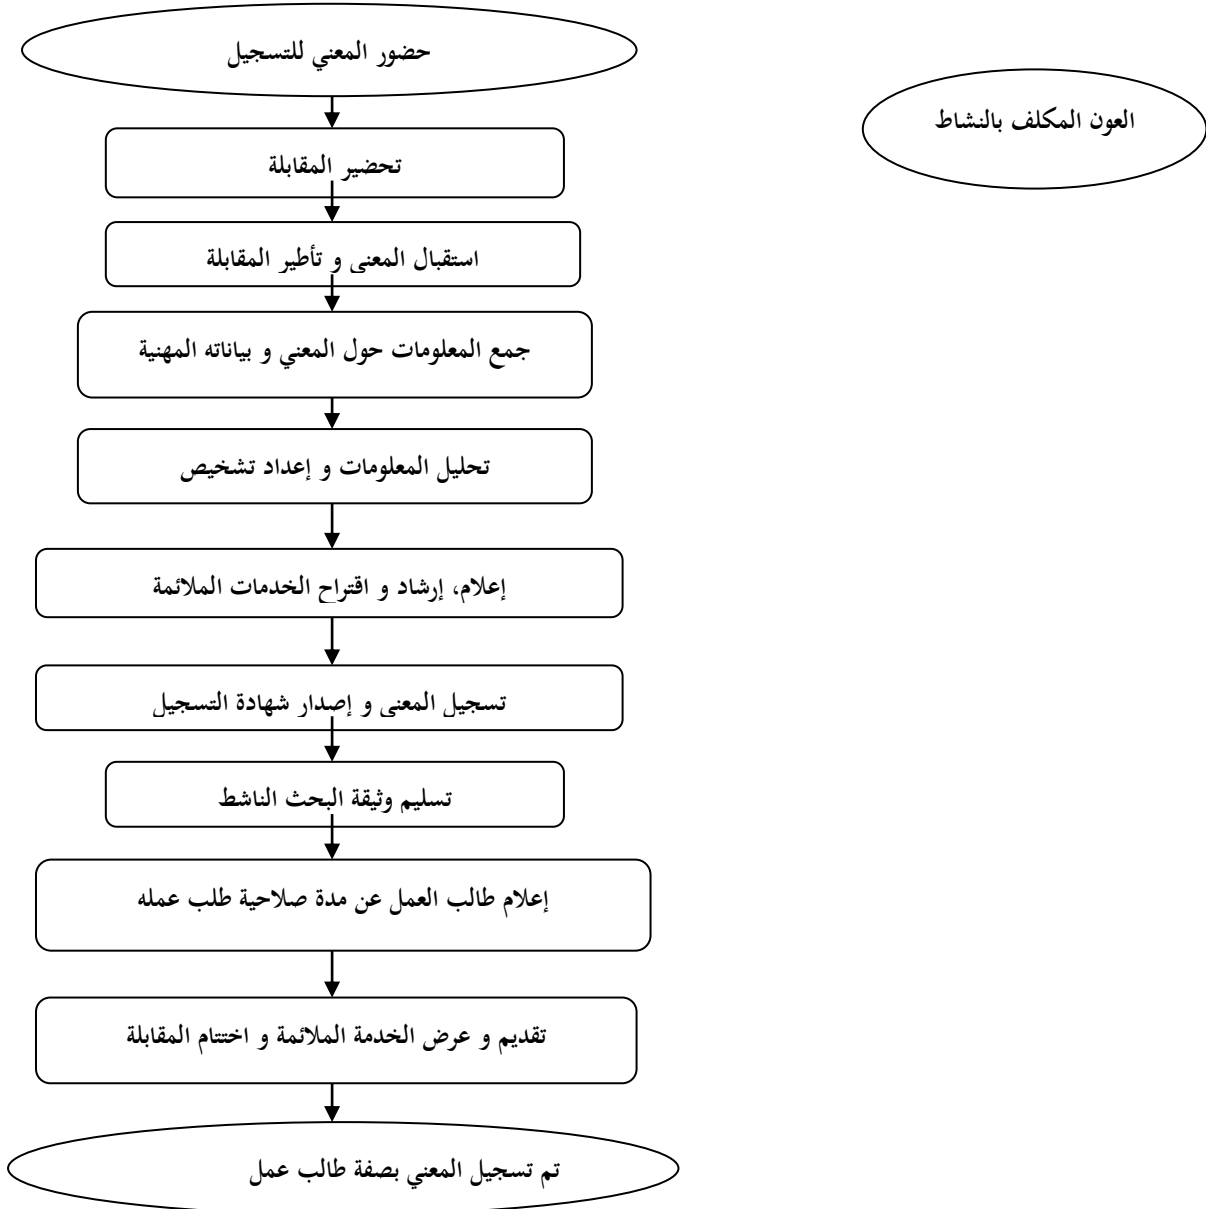 حضور المعني للتسجيل
العون المكلف بالنشاط
تحضير المقابلة
استقبال المعني و تأطير المقابلة
جمع المعلومات حول المعني و بياناته المهنية
تحليل المعلومات و إعداد تشخيص
إعلام، إرشاد و اقتراح الخدمات الملائمة
تسجيل المعني و إصدار شهادة التسجيل
تسليم وثيقة البحث الناشط
إعلام طالب العمل عن مدة صلاحية طلب عمله
تقديم و عرض الخدمة الملائمة و اختتام المقابلة
تم تسجيل المعني بصفة طالب عمل